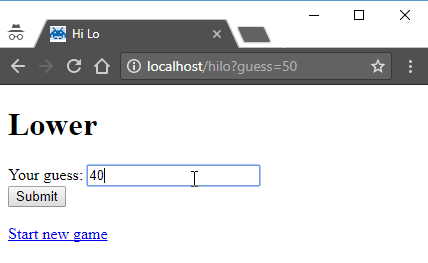 Hi Lo
localhost/hilo?guess=50
Lower
Your guess: 40
Submit
Start new game